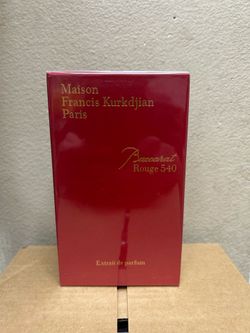 Maison
Francis Kurkdjian
Paris
Baccarat
Rouge 540
Extrait de parfum